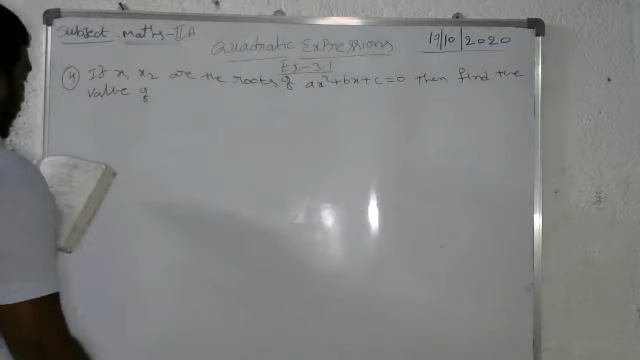 Subject Maths-IIA
19/10/2020
Quadratic Expressions
Ex-3.1
4) If x, x2 are the roots of ax²+bx+c=0 then find the
value of